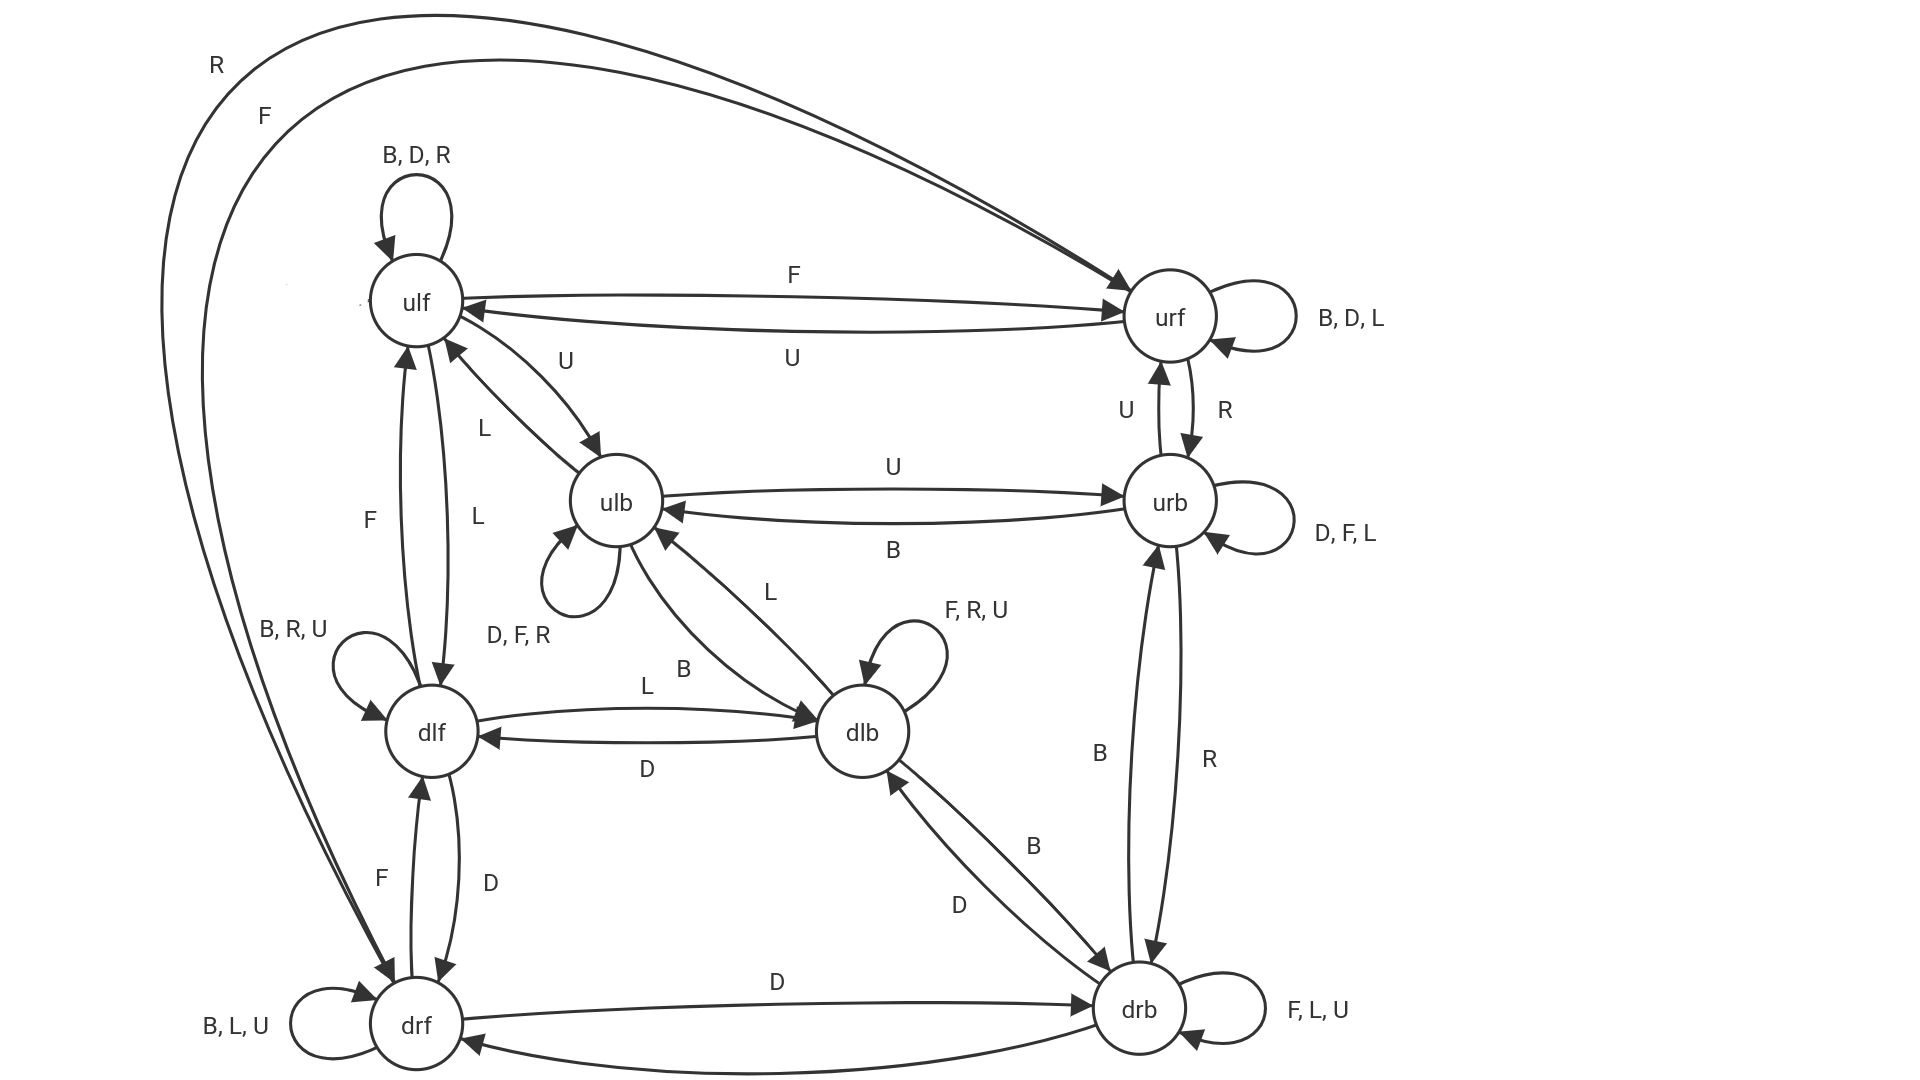 R
F
B, D, R
ulf
F
urf
B, D, L
U
U
L
U
R
ulb
U
urb
D, F, L
B
F
L
L
F, R, U
B, R, U
D, F, R
B
L
dlf
dlb
D
B
R
B
F
D
D
D
drf
B, L, U
drb
F, L, U